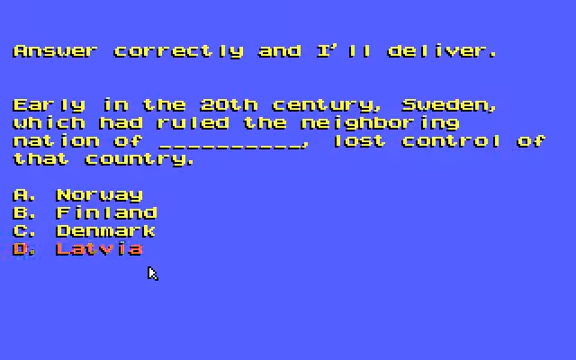 Answer correctly and I'll deliver.
Early in the 20th century, Sweden,
which had ruled the neighboring
nation of __________, lost control of
that country.
A. Norway
B. Finland
C. Denmark
D. Latvia